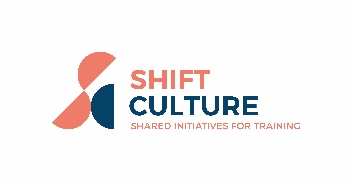 SHIFT
CULTURE
SHARED INITIATIVES FOR TRAINING